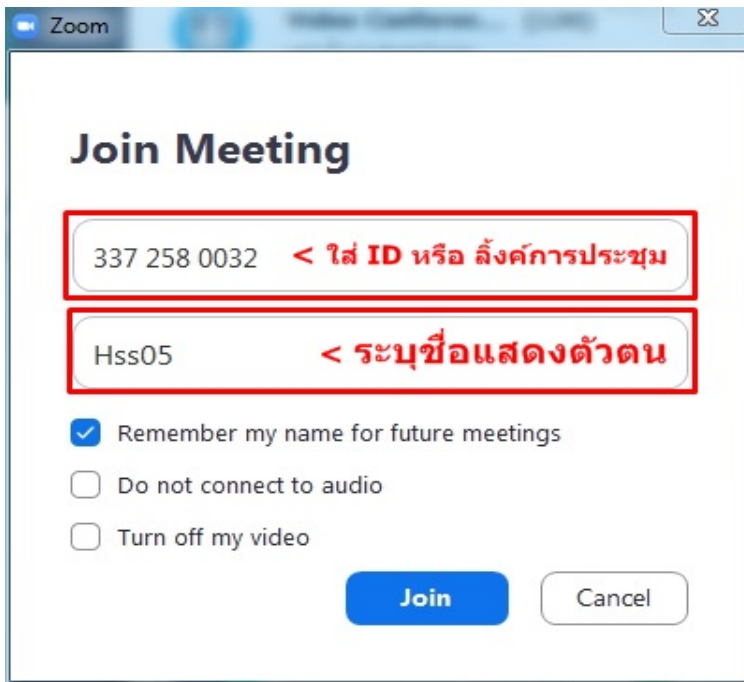 Zoom
Join Meeting
337 258 0032 < ใส่ ID หรือ ลิ้งค์การประชุม
Hss05 < ระบุชื่อแสดงตัวตน
Remember my name for future meetings
Do not connect to audio
Turn off my video
Join Cancel